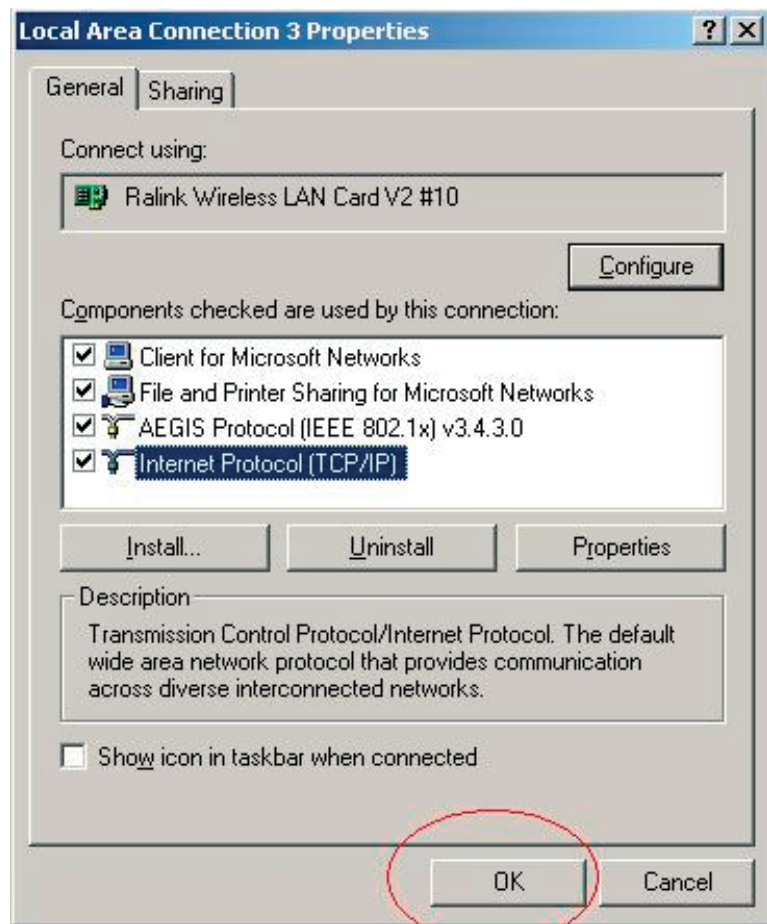 Local Area Connection 3 Properties
General
Sharing
Connect using:
Ralink Wireless LAN Card V2 #10
Configure
Components checked are used by this connection:
Client for Microsoft Networks
File and Printer Sharing for Microsoft Networks
AEGIS Protocol (IEEE 802.1x) v3.4.3.0
Internet Protocol (TCP/IP)
Install...
Uninstall
Properties
Description
Transmission Control Protocol/Internet Protocol. The default
wide area network protocol that provides communication
across diverse interconnected networks.
Show icon in taskbar when connected
OK
Cancel